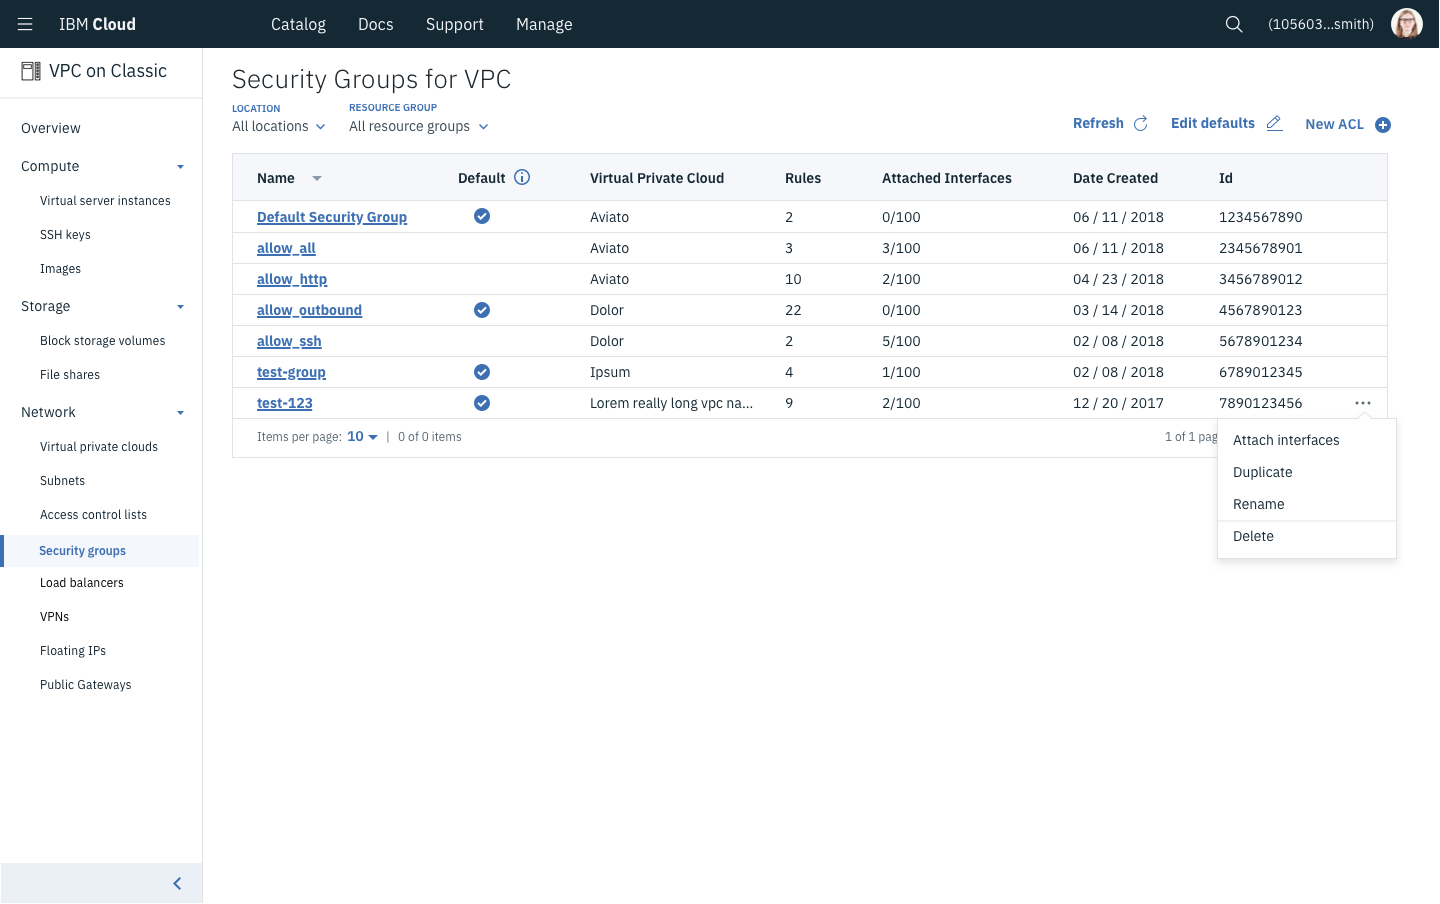 IBM Cloud Catalog Docs Support Manage (105603...smith)
VPC on Classic
Overview
Compute
Virtual server instances
SSH keys
Images
Storage
Block storage volumes
File shares
Network
Virtual private clouds
Subnets
Access control lists
Security groups
Load balancers
VPNs
Floating IPs
Public Gateways
Security Groups for VPC
LOCATION RESOURCE GROUP
All locations All resource groups Refresh Edit defaults New ACL
Name Default Virtual Private Cloud Rules Attached Interfaces Date Created Id
Default Security Group Aviato 2 0/100 06 / 11 / 2018 1234567890
allow_all Aviato 3 3/100 06 / 11 / 2018 2345678901
allow_http Aviato 10 2/100 04 / 23 / 2018 3456789012
allow_outbound Dolor 22 0/100 03 / 14 / 2018 4567890123
allow_ssh Dolor 2 5/100 02 / 08 / 2018 5678901234
test-group Ipsum 4 1/100 02 / 08 / 2018 6789012345
test-123 Lorem really long vpc na... 9 2/100 12 / 20 / 2017 7890123456
Items per page: 10 | 0 of 0 items 1 of 1 pag
Attach interfaces
Duplicate
Rename
Delete